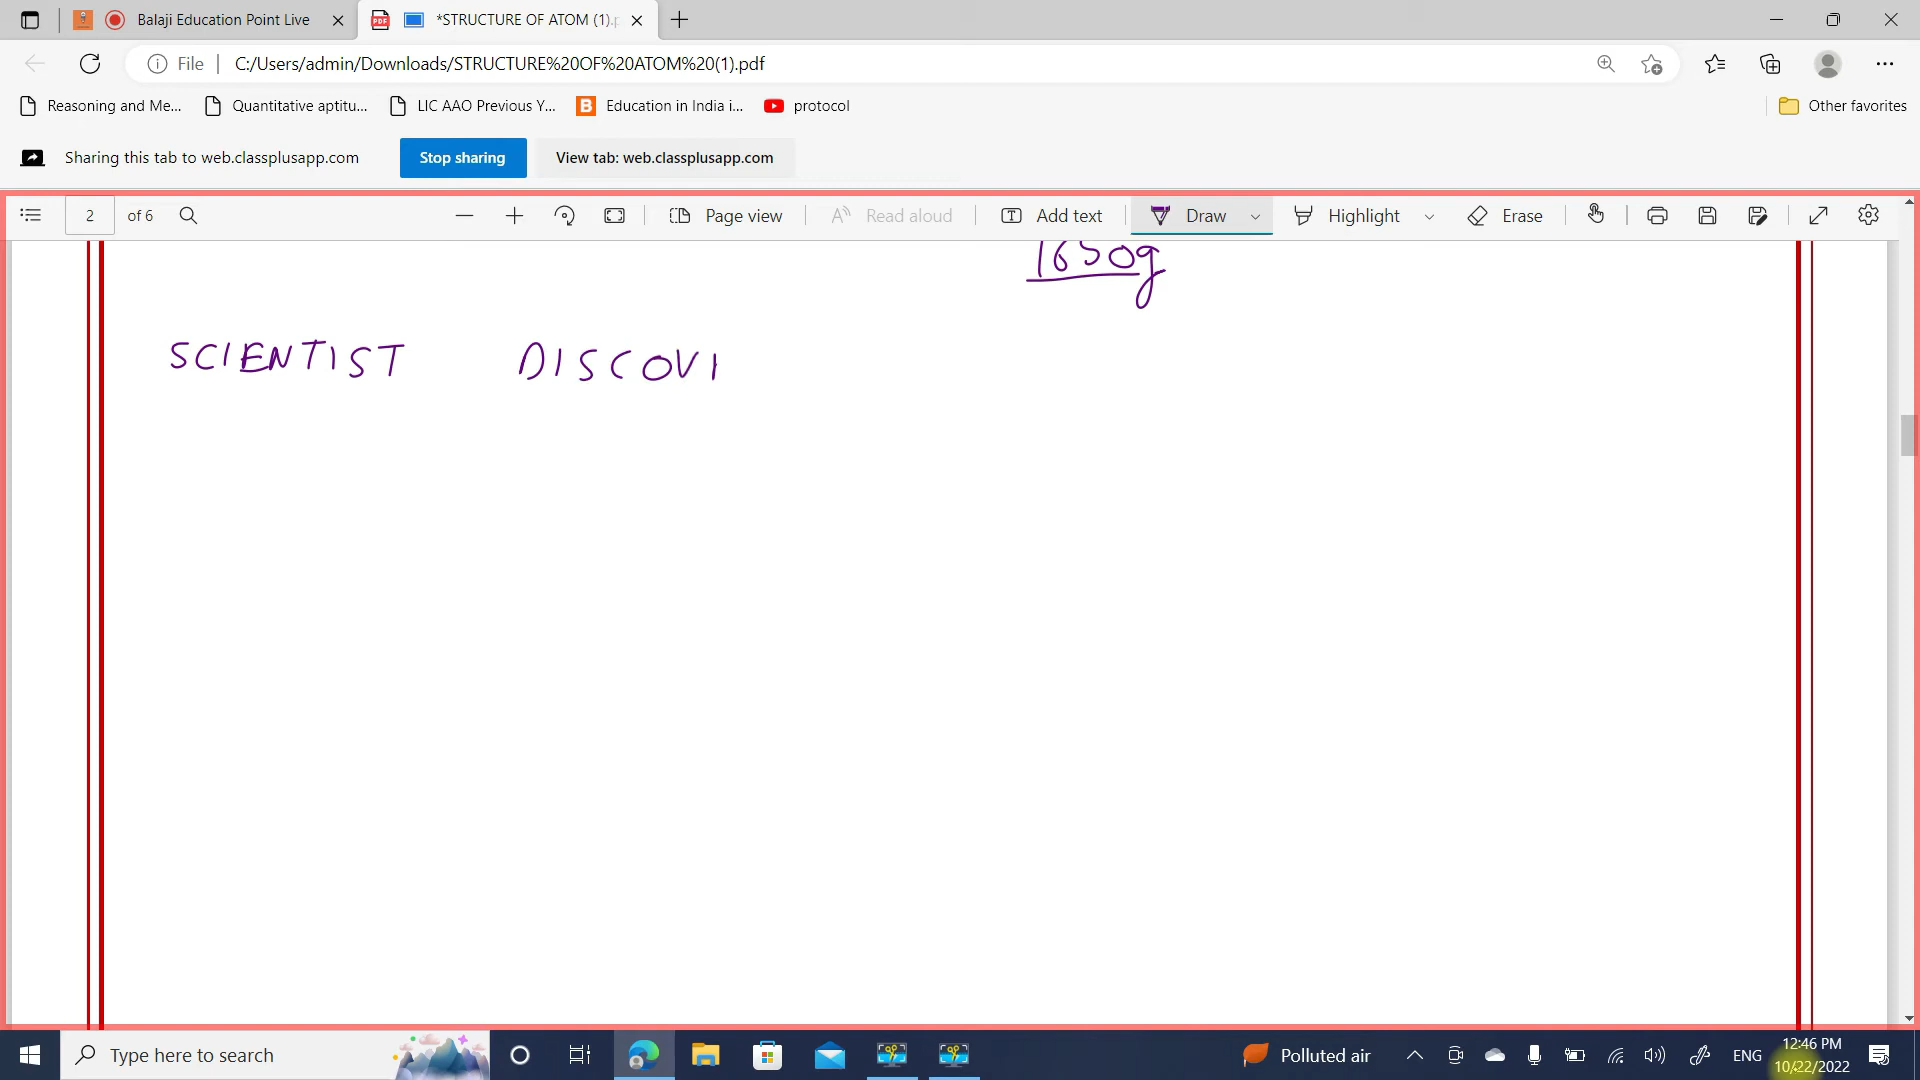 Balaji Education Point Live
*STRUCTURE OF ATOM (1).p
File C:/Users/admin/Downloads/STRUCTURE%20OF%20ATOM%20(1).pdf
Reasoning and Me... Quantitative aptitu... LIC AAO Previous Y... Education in India i... protocol Other favorites
Sharing this tab to web.classplusapp.com Stop sharing View tab: web.classplusapp.com
2 of 6 Page view Read aloud Add text Draw Highlight Erase
1650g
SCIENTIST DISCOVI
Type here to search Polluted air ENG 12:46 PM
10/22/2022